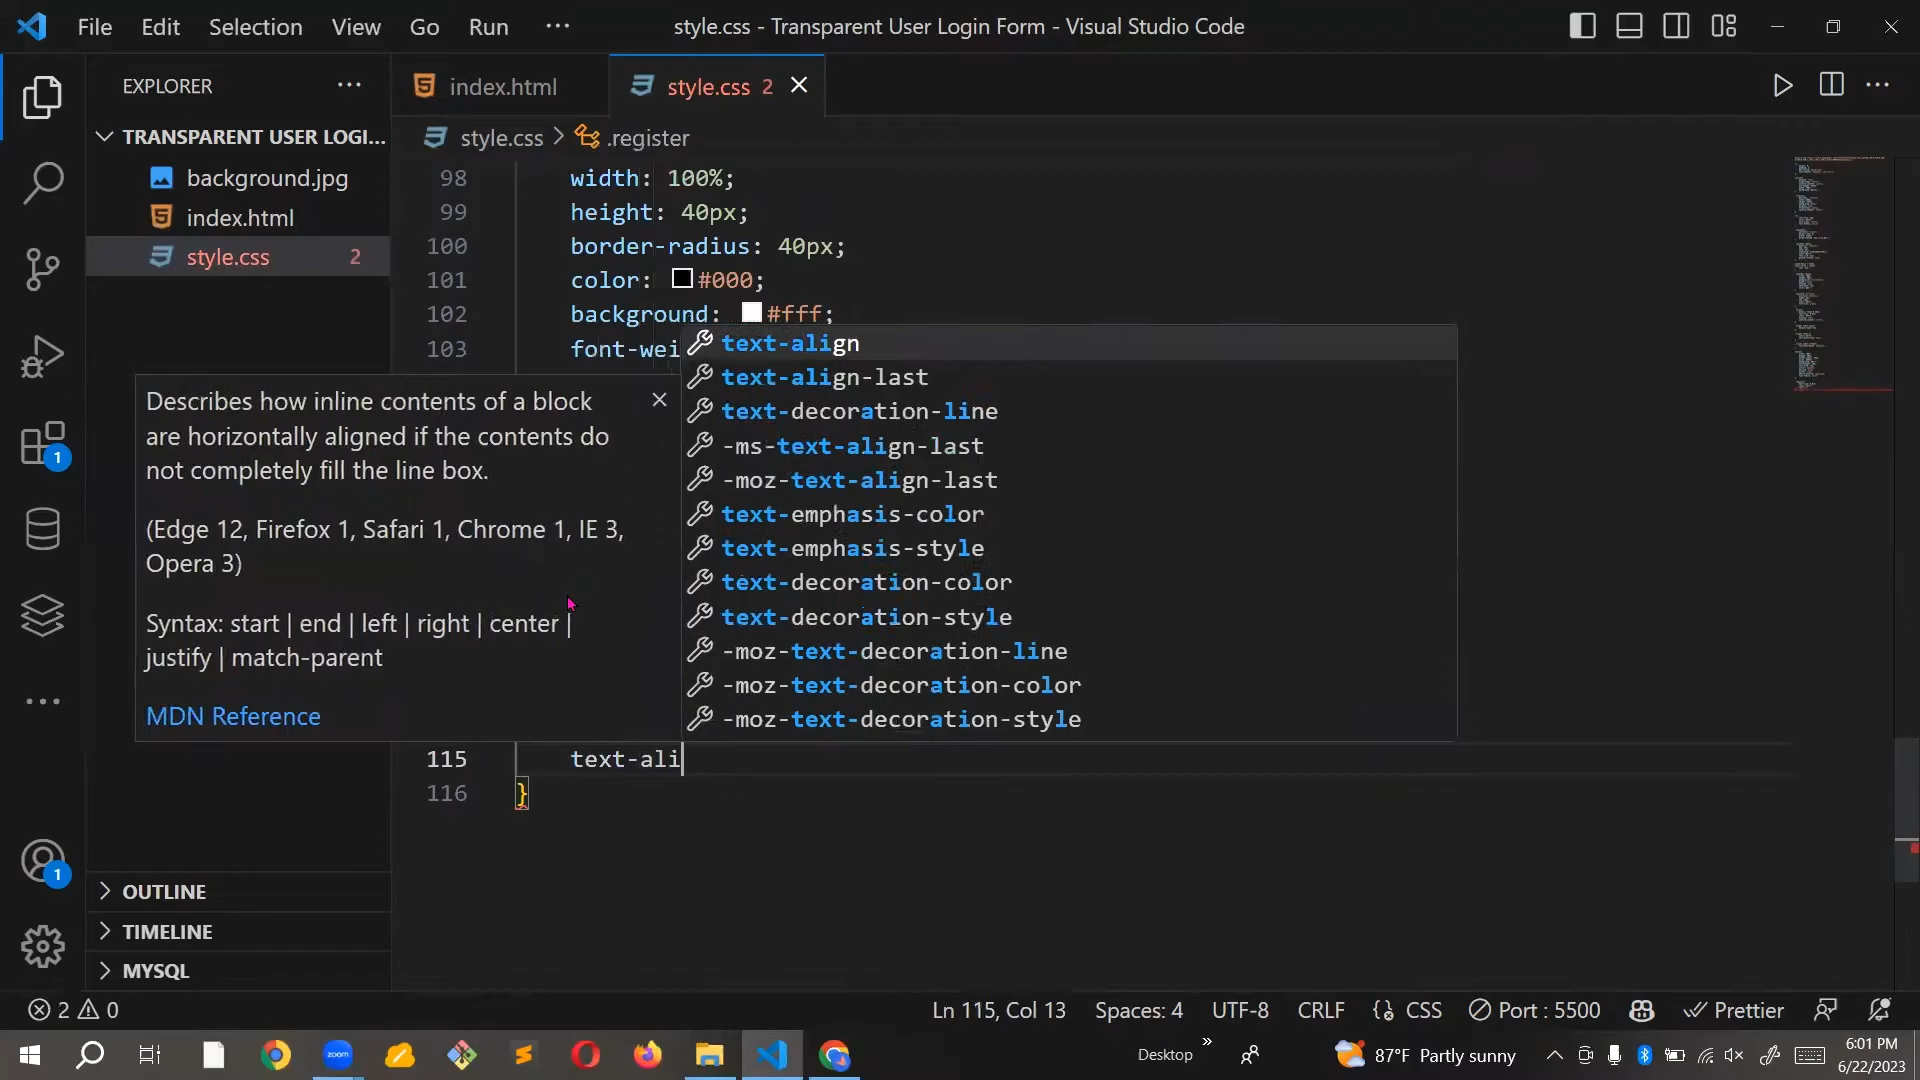 File Edit Selection View Go Run ···
style.css - Transparent User Login Form - Visual Studio Code
EXPLORER
index.html
style.css 2
TRANSPARENT USER LOGI...
style.css > .register
background.jpg
index.html
style.css 2
98 width: 100%;
99 height: 40px;
100 border-radius: 40px;
101 color: #000;
102 background: #fff;
103 font-wei
text-align
text-align-last
text-decoration-line
-ms-text-align-last
-moz-text-align-last
text-emphasis-color
text-emphasis-style
text-decoration-color
text-decoration-style
-moz-text-decoration-line
-moz-text-decoration-color
-moz-text-decoration-style
Describes how inline contents of a block
are horizontally aligned if the contents do
not completely fill the line box.
(Edge 12, Firefox 1, Safari 1, Chrome 1, IE 3,
Opera 3)
Syntax: start | end | left | right | center |
justify | match-parent
MDN Reference
115 text-ali
116 }
1
1
OUTLINE
TIMELINE
MYSQL
2 0
Ln 115, Col 13 Spaces: 4 UTF-8 CRLF CSS Port : 5500 Prettier
zoom
Desktop
87°F Partly sunny
6:01 PM
6/22/2023